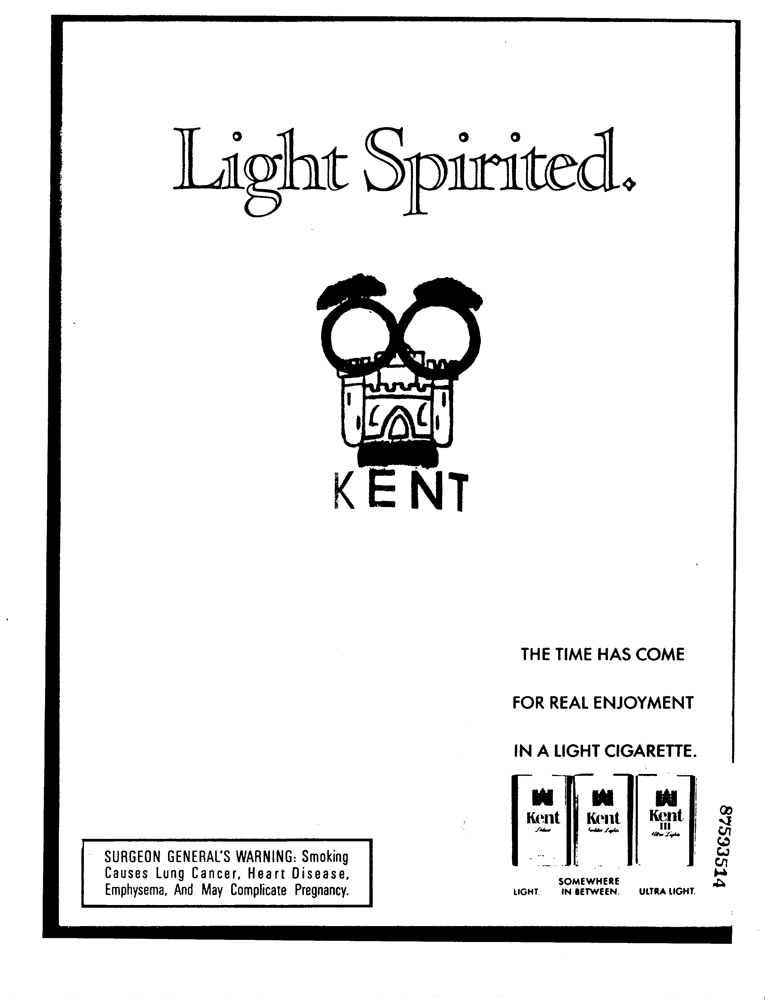 Light Spirited.
KENT
THE TIME HAS COME
FOR REAL ENJOYMENT
IN A LIGHT CIGARETTE.
Kent
Kent
Golden Lights
Kent
III
Ultra Lights
SURGEON GENERAL'S WARNING: Smoking
Causes Lung Cancer, Heart Disease,
Emphysema, And May Complicate Pregnancy.
LIGHT.
SOMEWHERE
IN BETWEEN.
ULTRA LIGHT.
87593514